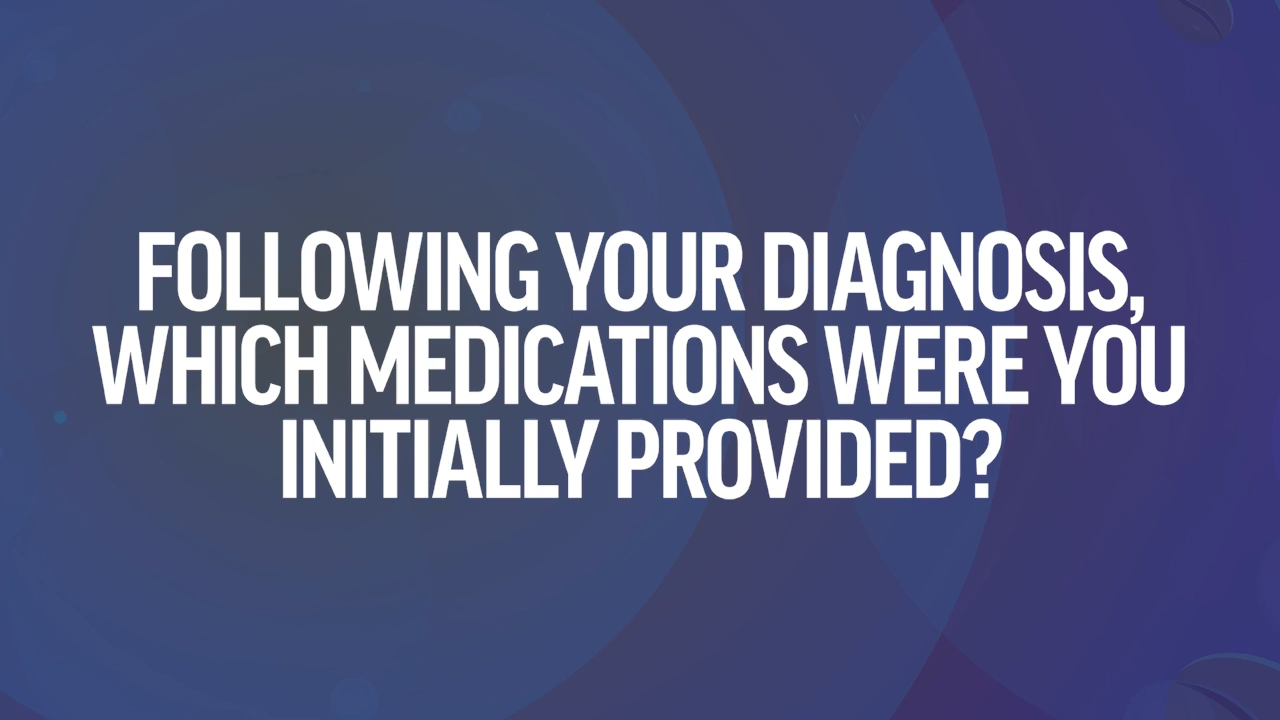 FOLLOWING YOUR DIAGNOSIS,
WHICH MEDICATIONS WERE YOU
INITIALLY PROVIDED?